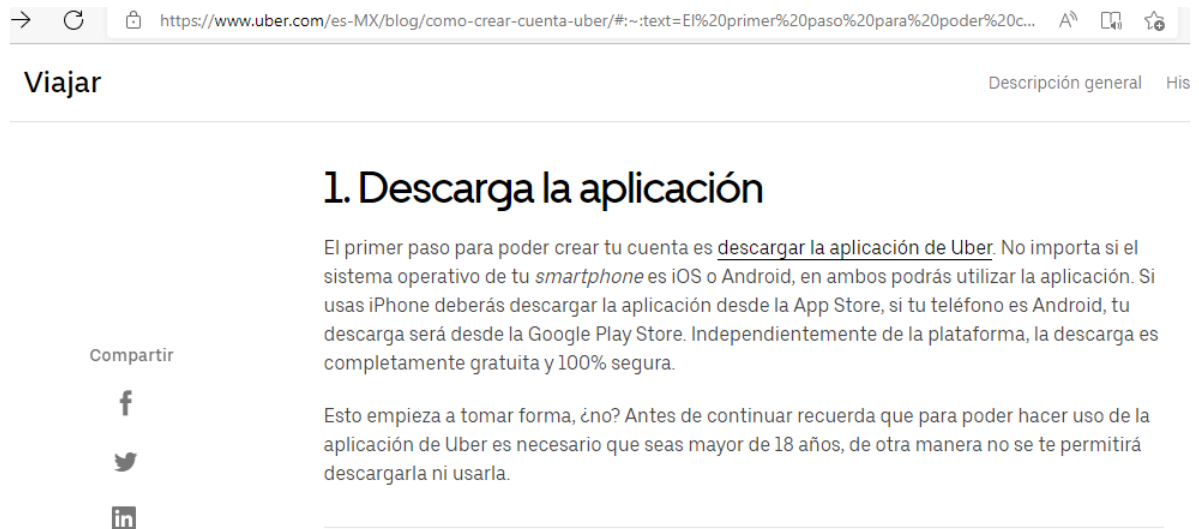 https://www.uber.com/es-MX/blog/como-crear-cuenta-uber/#:~:text=El%20primer%20paso%20para%20poder%20c...
Viajar
Descripción general His
1. Descarga la aplicación
El primer paso para poder crear tu cuenta es descargar la aplicación de Uber. No importa si el
sistema operativo de tu smartphone es iOS o Android, en ambos podrás utilizar la aplicación. Si
usas iPhone deberás descargar la aplicación desde la App Store, si tu teléfono es Android, tu
descarga será desde la Google Play Store. Independientemente de la plataforma, la descarga es
completamente gratuita y 100% segura.
Compartir
Esto empieza a tomar forma, ¿no? Antes de continuar recuerda que para poder hacer uso de la
aplicación de Uber es necesario que seas mayor de 18 años, de otra manera no se te permitirá
descargarla ni usarla.